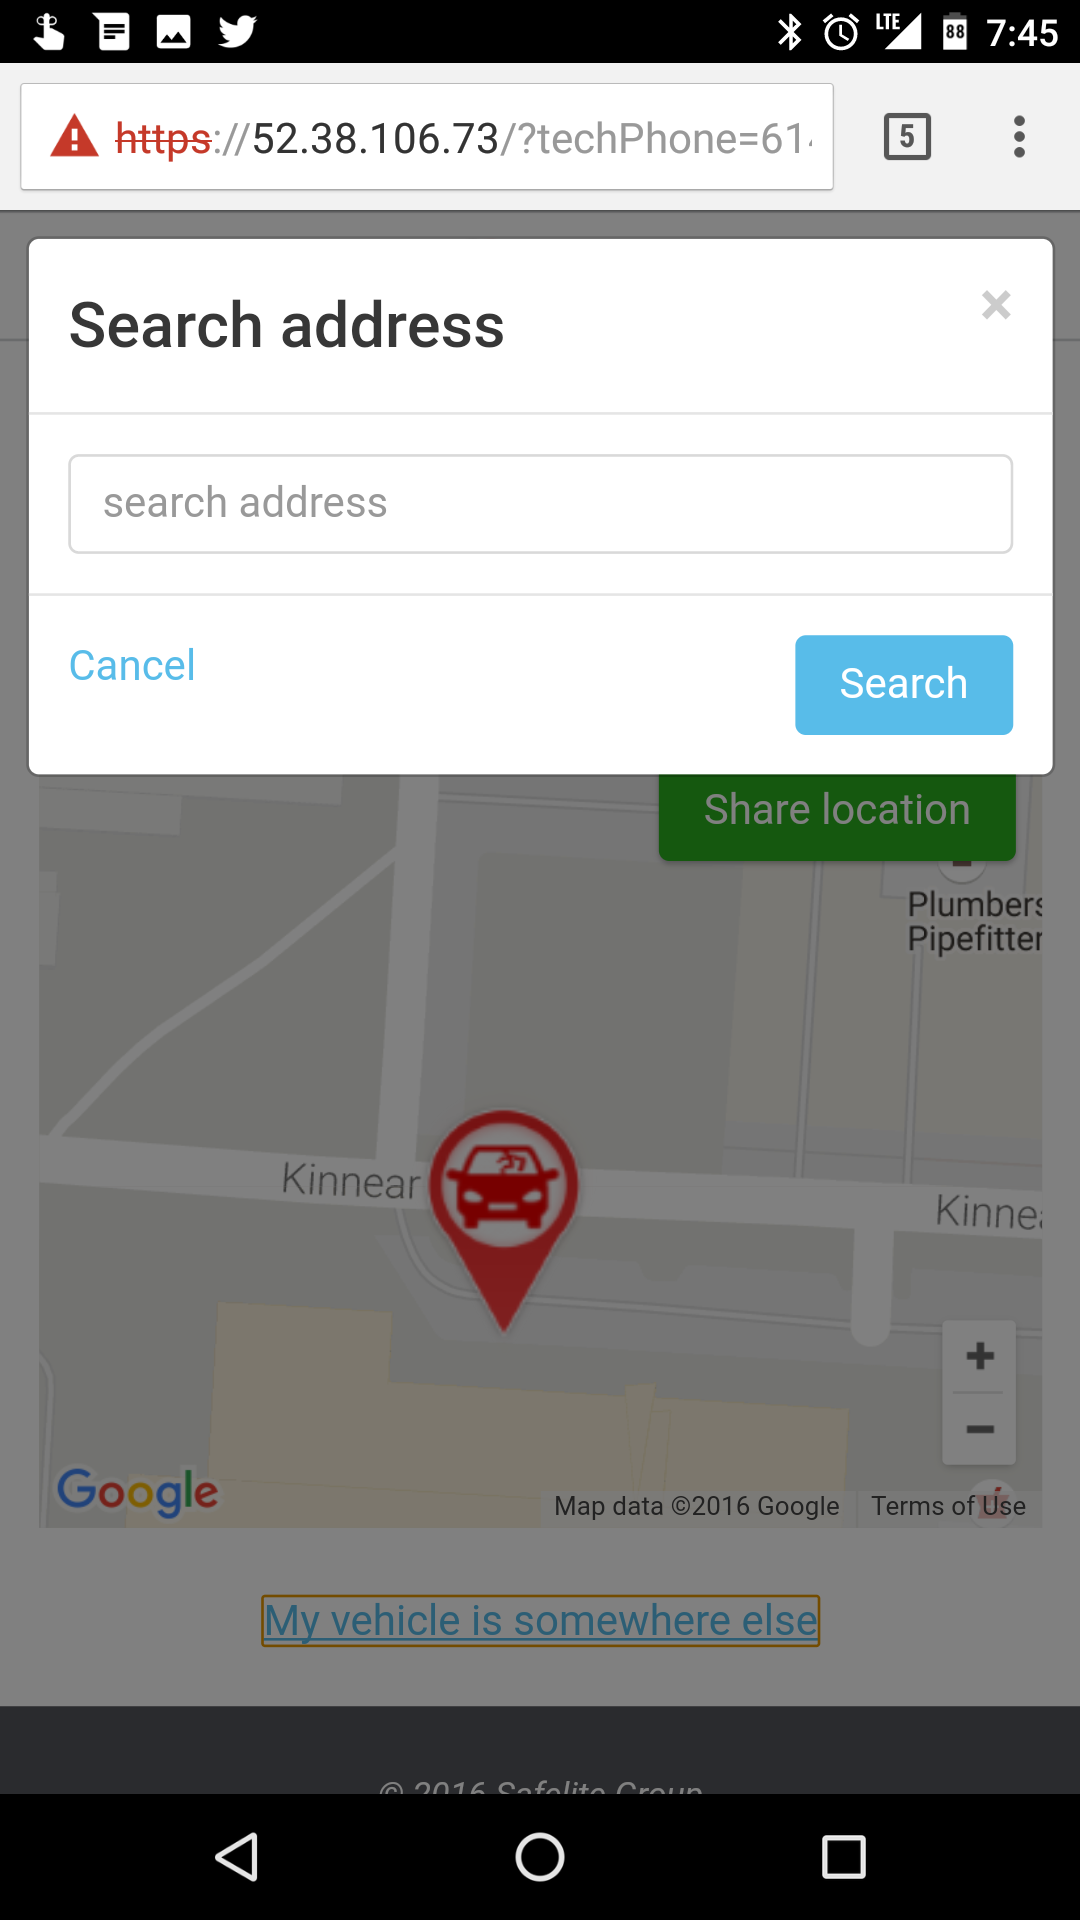 LTE 88 7:45
https://52.38.106.73/?techPhone=61
5
Search address
×
search address
Cancel
Search
Share location
Plumbers
Pipefitter
Kinnear
Kinnea
Google
Map data ©2016 Google
Terms of Use
My vehicle is somewhere else
© 2016 Safelite Group